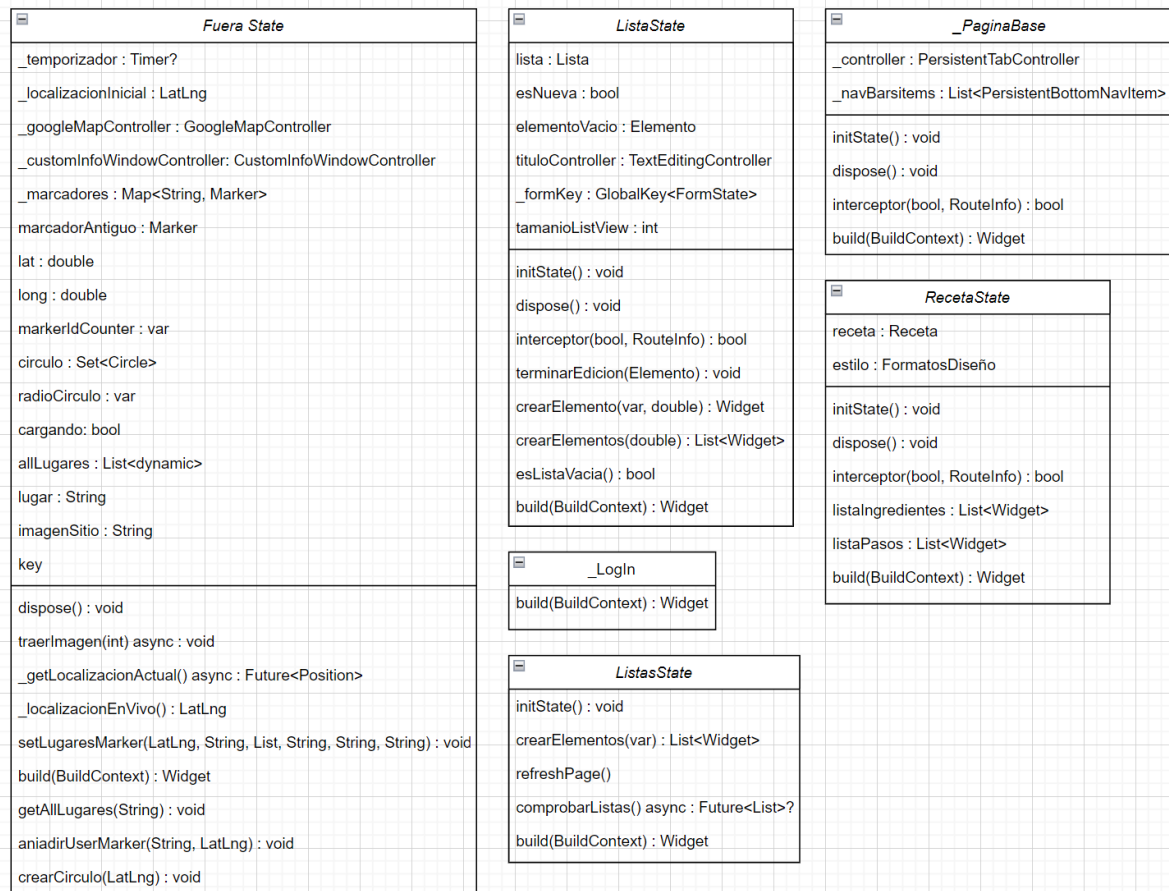 Fuera State
_temporizador : Timer?
_localizacionInicial : LatLng
_googleMapController : GoogleMapController
_customInfoWindowController: CustomInfoWindowController
_marcadores : Map<String, Marker>
marcadorAntiguo : Marker
lat : double
long : double
markerIdCounter : var
circulo : Set<Circle>
radioCirculo : var
cargando: bool
allLugares : List<dynamic>
lugar : String
imagenSitio : String
key
dispose() : void
traerImagen(int) async : void
_getLocalizacionActual() async : Future<Position>
_localizacionEnVivo() : LatLng
setLugaresMarker(LatLng, String, List, String, String, String) : void
build(BuildContext) : Widget
getAllLugares(String) : void
aniadirUserMarker(String, LatLng) : void
crearCirculo(LatLng) : void
ListaState
lista : Lista
esNueva : bool
elementoVacio : Elemento
tituloController : TextEditingController
_formKey : GlobalKey<FormState>
tamanioListView : int
initState() : void
dispose() : void
interceptor(bool, RouteInfo) : bool
terminarEdicion(Elemento) : void
crearElemento(var, double) : Widget
crearElementos(double) : List<Widget>
esListaVacia() : bool
build(BuildContext) : Widget
_LogIn
build(BuildContext) : Widget
ListasState
initState() : void
crearElementos(var) : List<Widget>
refreshPage()
comprobarListas() async : Future<List>?
build(BuildContext) : Widget
_PaginaBase
_controller : PersistentTabController
_navBarsitems : List<PersistentBottomNavItem>
initState() : void
dispose() : void
interceptor(bool, RouteInfo) : bool
build(BuildContext) : Widget
RecetaState
receta : Receta
estilo : FormatosDiseño
initState() : void
dispose() : void
interceptor(bool, RouteInfo) : bool
listaIngredientes : List<Widget>
listaPasos : List<Widget>
build(BuildContext) : Widget